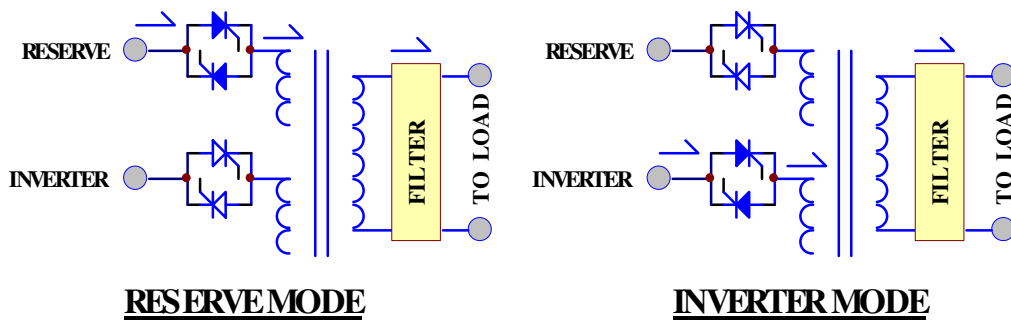 RESERVE
INVERTER
FILTER
TO LOAD
RESERVE MODE
RESERVE
INVERTER
FILTER
TO LOAD
INVERTER MODE